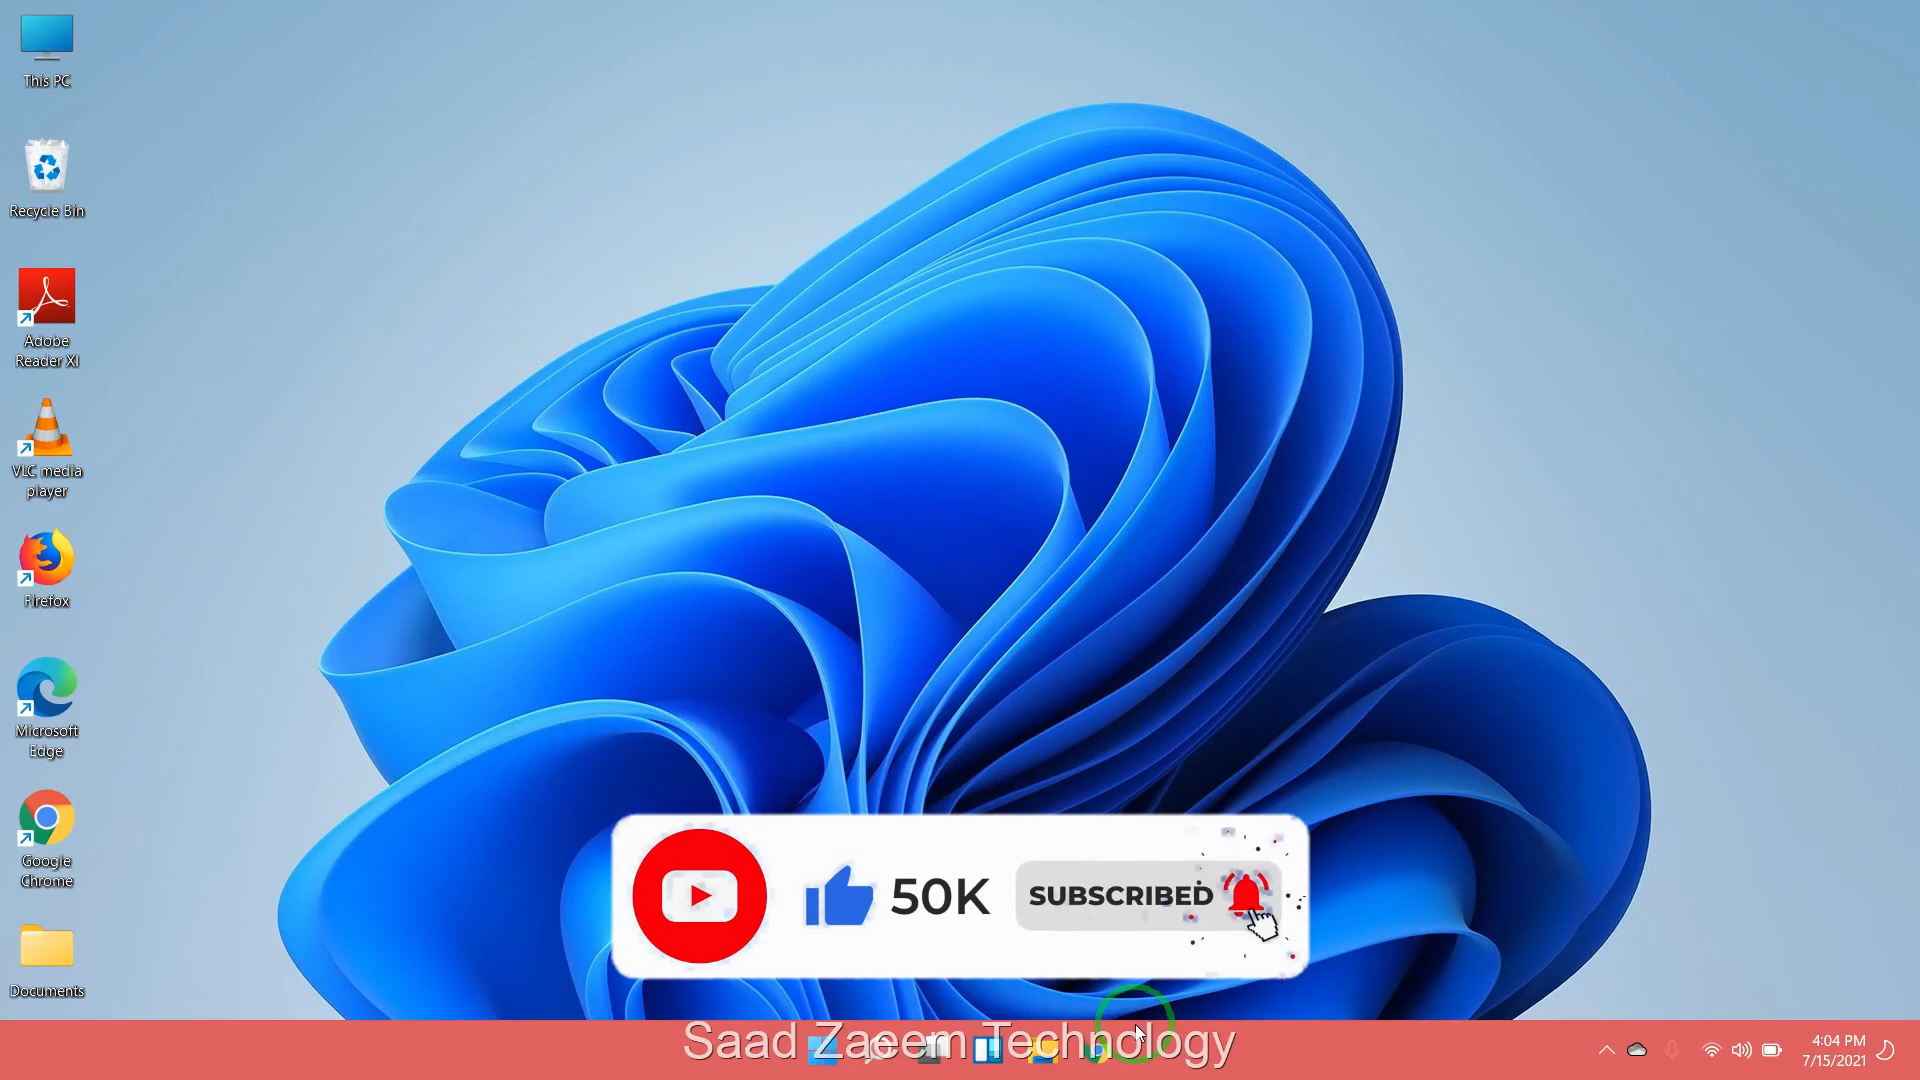 This PC
Recycle Bin
Adobe
Reader XI
VLC media
player
Firefox
Microsoft
Edge
Google
Chrome
Documents
50K
SUBSCRIBED
Saad Zaeem Technology
4:04 PM
7/15/2021